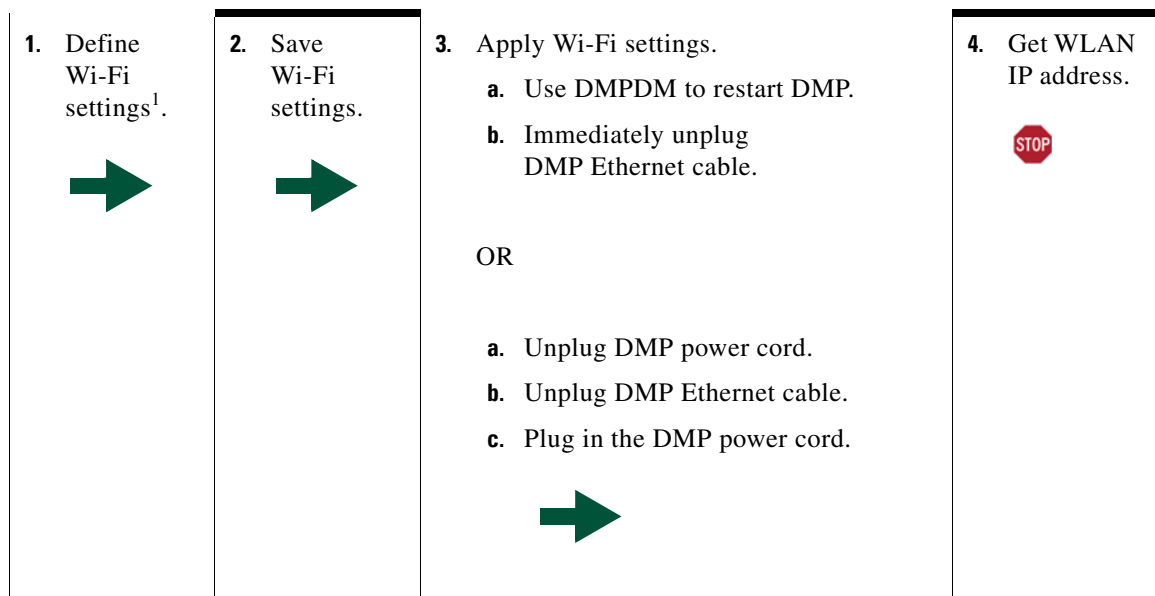 1. Define
Wi-Fi
settings1.
2. Save
Wi-Fi
settings.
3. Apply Wi-Fi settings.
a. Use DMPDM to restart DMP.
b. Immediately unplug
DMP Ethernet cable.
OR
a. Unplug DMP power cord.
b. Unplug DMP Ethernet cable.
c. Plug in the DMP power cord.
4. Get WLAN
IP address.
STOP